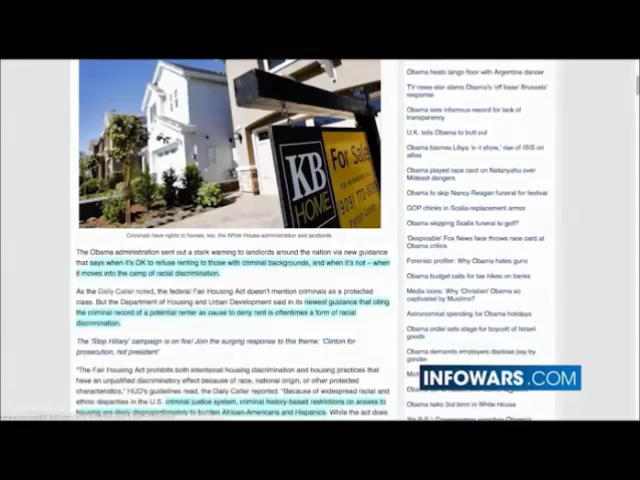 KB
HOME
For Sale
Criminals have rights to homes, too, the White House administration and landlords.
The Obama administration sent out a stark warning to landlords around the nation via new guidance
that says when it's OK to refuse renting to those with criminal backgrounds, and when it's not – when
it moves into the camp of racial discrimination.
As the Daily Caller noted, the federal Fair Housing Act doesn't mention criminals as a protected
class. But the Department of Housing and Urban Development said in its newest guidance that citing
the criminal record of a potential renter as cause to deny rent is oftentimes a form of racial
discrimination.
The 'Stop Hillary' campaign is on fire! Join the surging response to this theme: 'Clinton for
prosecution, not president'
"The Fair Housing Act prohibits both intentional housing discrimination and housing practices that
have an unjustified discriminatory effect because of race, national origin, or other protected
characteristics," HUD's guidelines read, the Daily Caller reported. "Because of widespread racial and
ethnic disparities in the U.S. criminal justice system, criminal history-based restrictions on access to
housing are likely disproportionately to burden African-Americans and Hispanics. While the act does
Obama heats tango floor with Argentine dancer
TV news star slams Obama's 'off base' Brussels'
response
Obama sets infamous record for lack of
transparency
U.K. tells Obama to butt out
Obama blames Libya 's–t show,' rise of ISIS on
allies
Obama played race card on Netanyahu over
Mideast dangers
Obama to skip Nancy Reagan funeral for festival
GOP chinks in Scalia-replacement armor
Obama skipping Scalia funeral to golf?
'Despicable' Fox News face throws race card at
Obama critics
Forensic profiler: Why Obama hates guns
Obama budget calls for tax hikes on banks
Media icons: Why 'Christian' Obama so
captivated by Muslims?
Astronomical spending for Obama holidays
Obama order sets stage for boycott of Israeli
goods
Obama demands employers disclose pay by
gender
INFOWARS.COM
Obama talks 3rd term in White House